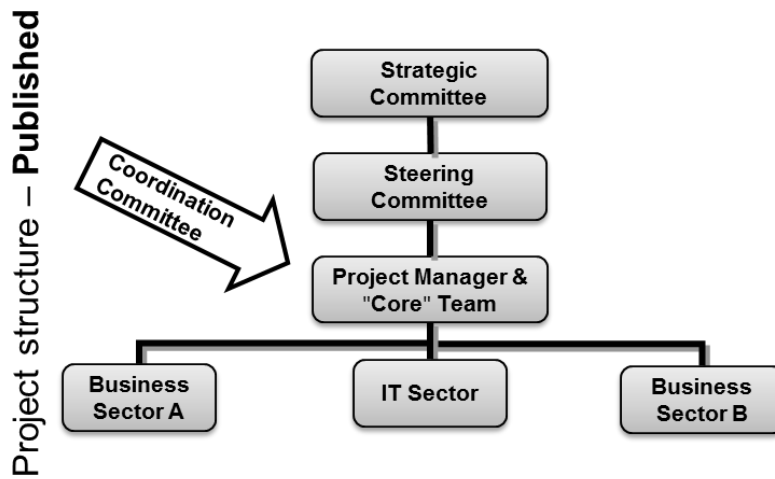 Project structure – Published
Strategic
Committee
Coordination
Committee
Steering
Committee
Project Manager &
"Core" Team
Business
Sector A
IT Sector
Business
Sector B